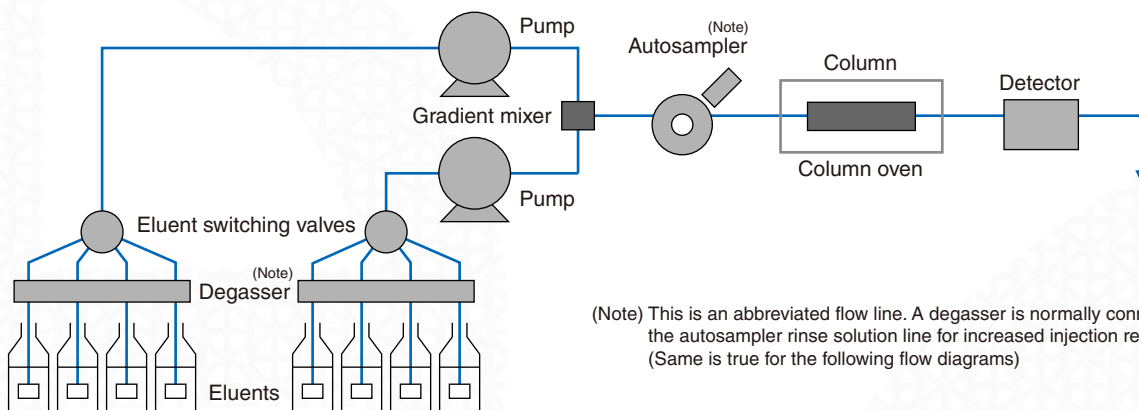 Pump
(Note)
Autosampler
Column
Detector
Gradient mixer
Column oven
Pump
Eluent switching valves
(Note)
Degasser
(Note) This is an abbreviated flow line. A degasser is normally
the autosampler rinse solution line for increased injection
(Same is true for the following flow diagrams)
Eluents